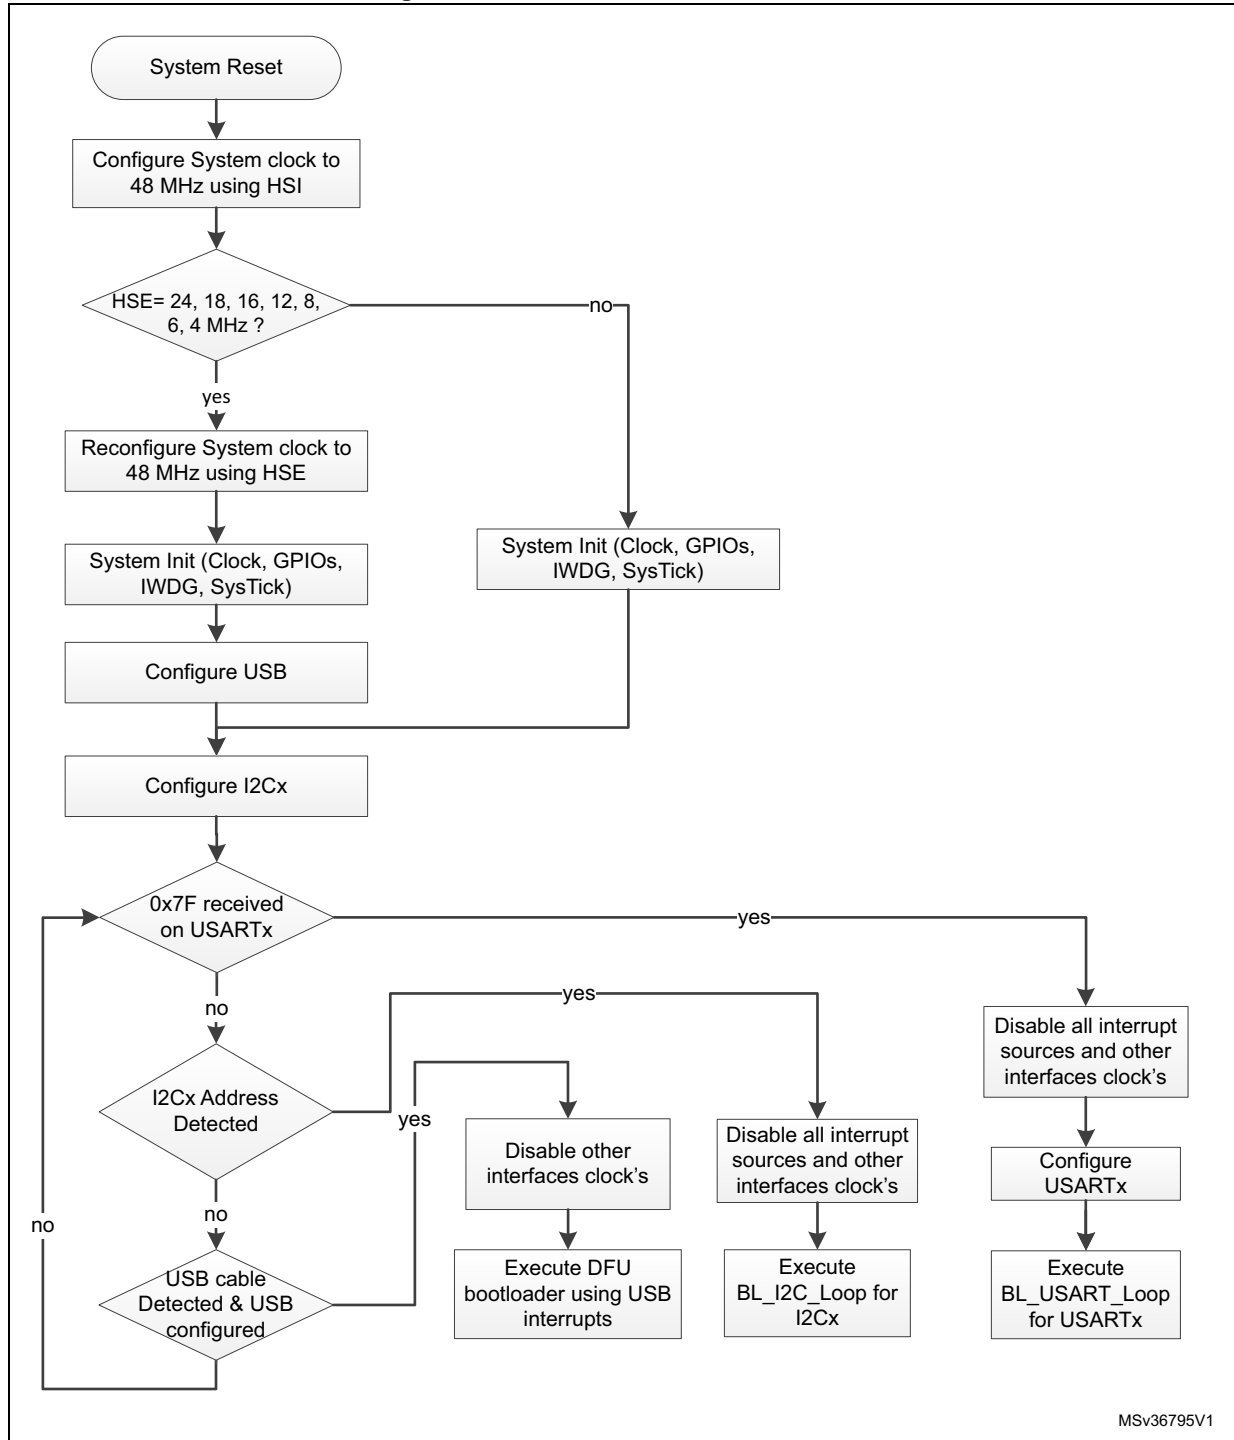 System Reset
Configure System clock to
48 MHz using HSI
HSE= 24, 18, 16, 12, 8,
6, 4 MHz ?
no
yes
Reconfigure System clock to
48 MHz using HSE
System Init (Clock, GPIOs,
IWDG, SysTick)
System Init (Clock, GPIOs,
IWDG, SysTick)
Configure USB
Configure I2Cx
0x7F received
on USARTx
yes
no
yes
Disable all interrupt
sources and other
interfaces clock's
I2Cx Address
Detected
yes
Disable other
interfaces clock's
Disable all interrupt
sources and other
interfaces clock's
Configure
USARTx
no
no
USB cable
Detected & USB
configured
Execute DFU
bootloader using USB
interrupts
Execute
BL_I2C_Loop for
I2Cx
Execute
BL_USART_Loop
for USARTx
MSv36795V1